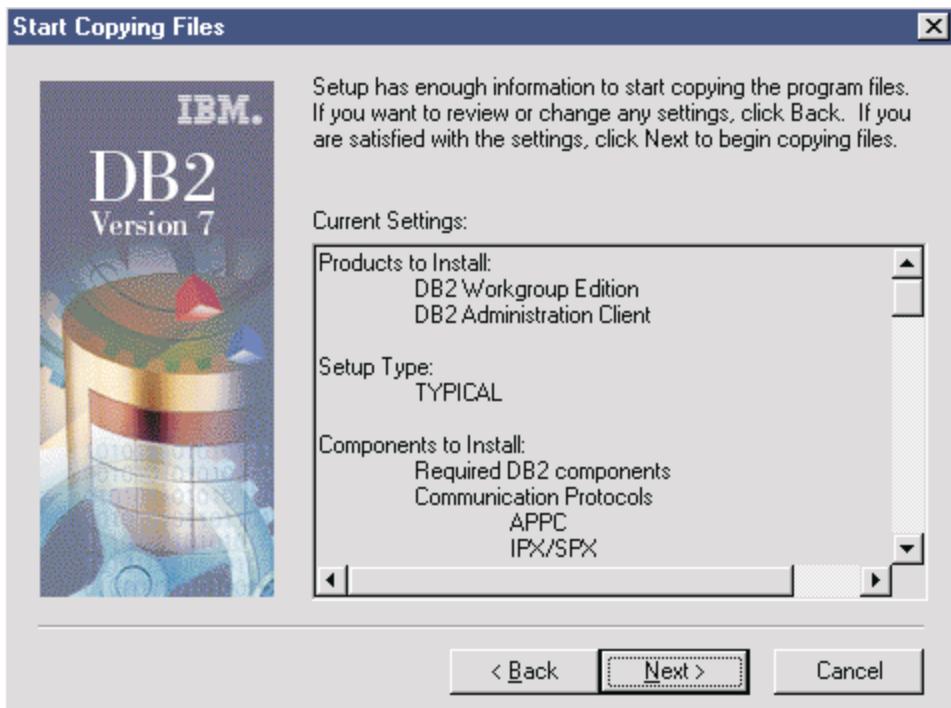 Start Copying Files
IBM.
DB2
Version 7
Setup has enough information to start copying the program files.
If you want to review or change any settings, click Back. If you
are satisfied with the settings, click Next to begin copying files.
Current Settings:
Products to Install:
DB2 Workgroup Edition
DB2 Administration Client
Setup Type:
TYPICAL
Components to Install:
Required DB2 components
Communication Protocols
APPC
IPX/SPX
< Back
Next >
Cancel